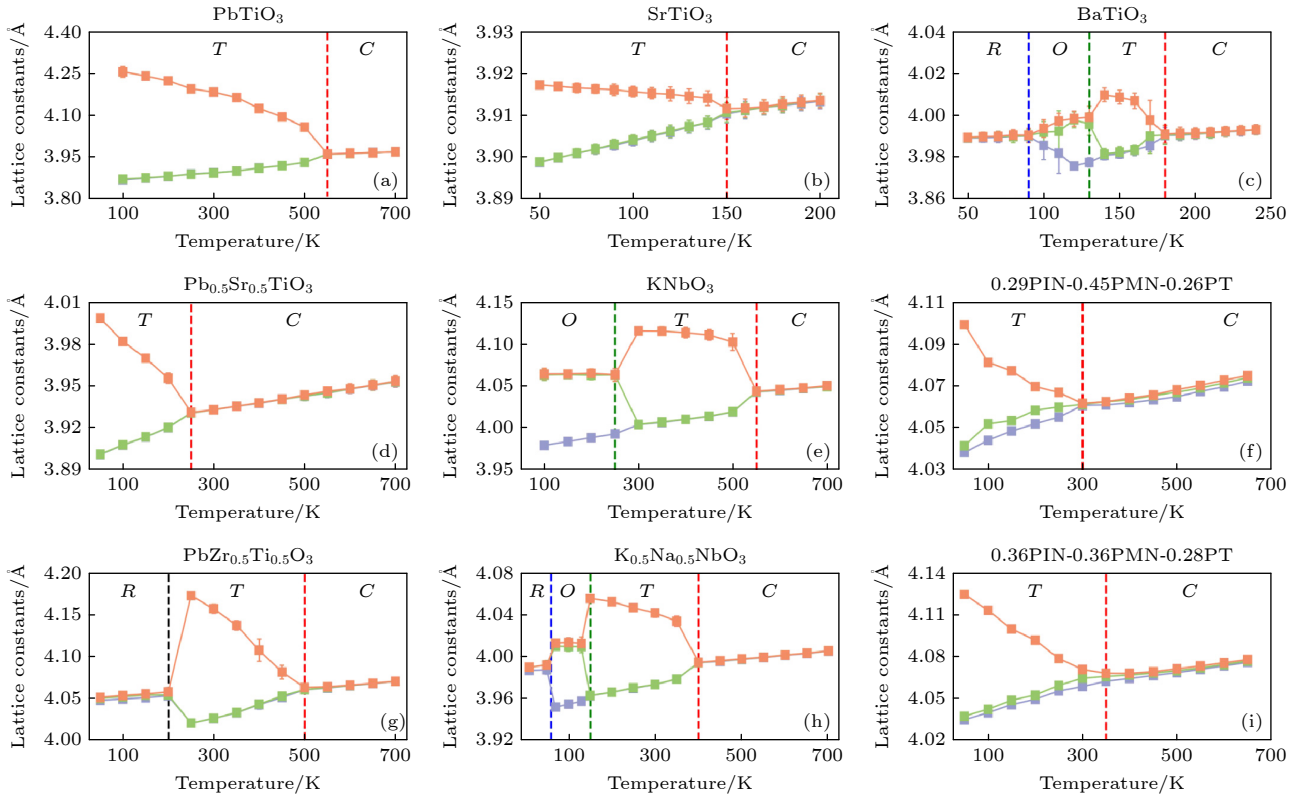 PbTiO₃
Lattice constants/Å
4.40
4.25
4.10
3.95
3.80
T
C
(a)
100
300
500
700
Temperature/K
SrTiO₃
Lattice constants/Å
3.93
3.92
3.91
3.90
3.89
T
C
(b)
50
100
150
200
Temperature/K
BaTiO₃
Lattice constants/Å
4.04
4.02
4.00
3.98
3.86
R
O
T
C
(c)
50
100
150
200
250
Temperature/K
Pb₀.₅Sr₀.₅TiO₃
Lattice constants/Å
4.01
3.98
3.95
3.92
3.89
T
C
(d)
100
300
500
700
Temperature/K
KNbO₃
Lattice constants/Å
4.15
4.10
4.05
4.00
3.95
O
T
C
(e)
100
300
500
700
Temperature/K
0.29PIN-0.45PMN-0.26PT
Lattice constants/Å
4.11
4.09
4.07
4.05
4.03
T
C
(f)
100
300
500
700
Temperature/K
PbZr₀.₅Ti₀.₅O₃
Lattice constants/Å
4.20
4.15
4.10
4.05
4.00
R
T
C
(g)
100
300
500
700
Temperature/K
K₀.₅Na₀.₅NbO₃
Lattice constants/Å
4.08
4.04
4.00
3.96
3.92
R
O
T
C
(h)
100
300
500
700
Temperature/K
0.36PIN-0.36PMN-0.28PT
Lattice constants/Å
4.14
4.11
4.08
4.05
4.02
T
C
(i)
100
300
500
700
Temperature/K